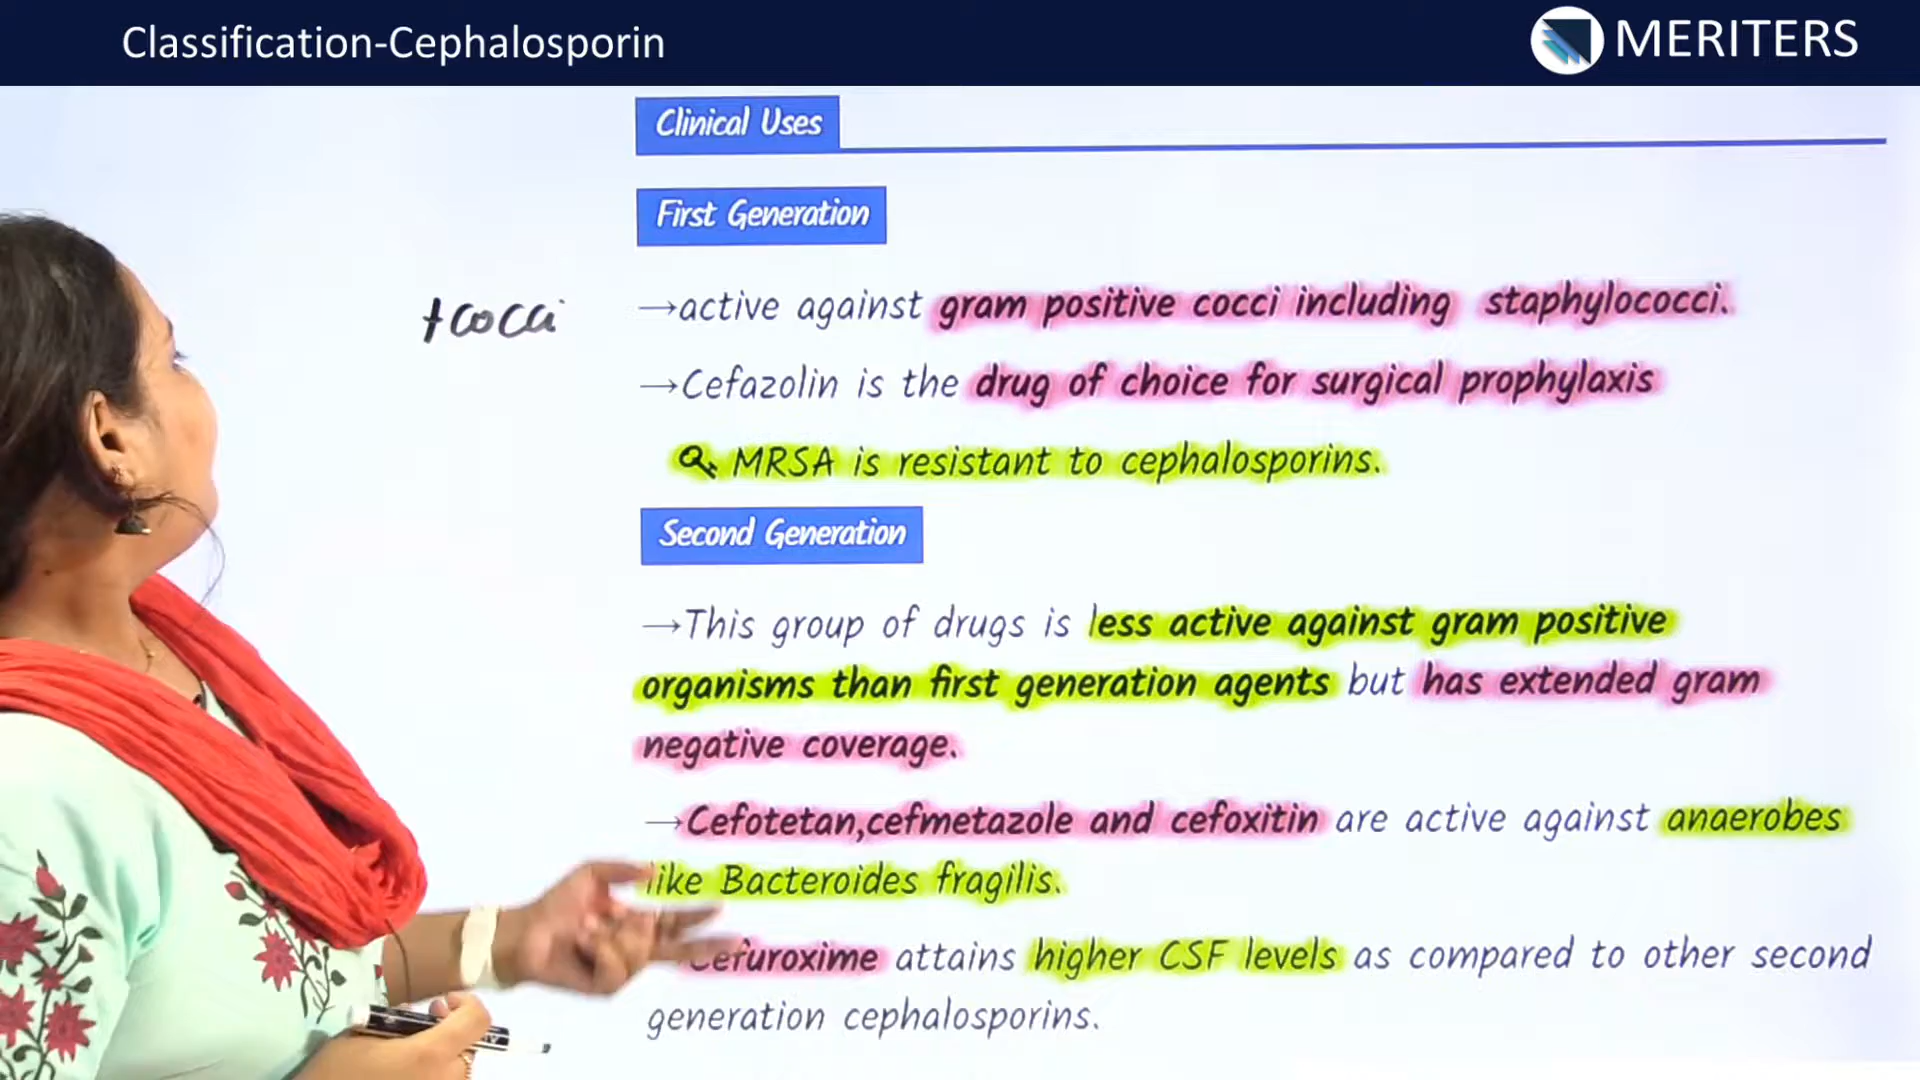 Classification-Cephalosporin
MERITERS
Clinical Uses
First Generation
+cocci
→active against gram positive cocci including staphylococci.
→Cefazolin is the drug of choice for surgical prophylaxis
MRSA is resistant to cephalosporins.
Second Generation
→This group of drugs is less active against gram positive
organisms than first generation agents but has extended gram
negative coverage.
→Cefotetan,cefmetazole and cefoxitin are active against anaerobes
like Bacteroides fragilis.
Cefuroxime attains higher CSF levels as compared to other second
generation cephalosporins.